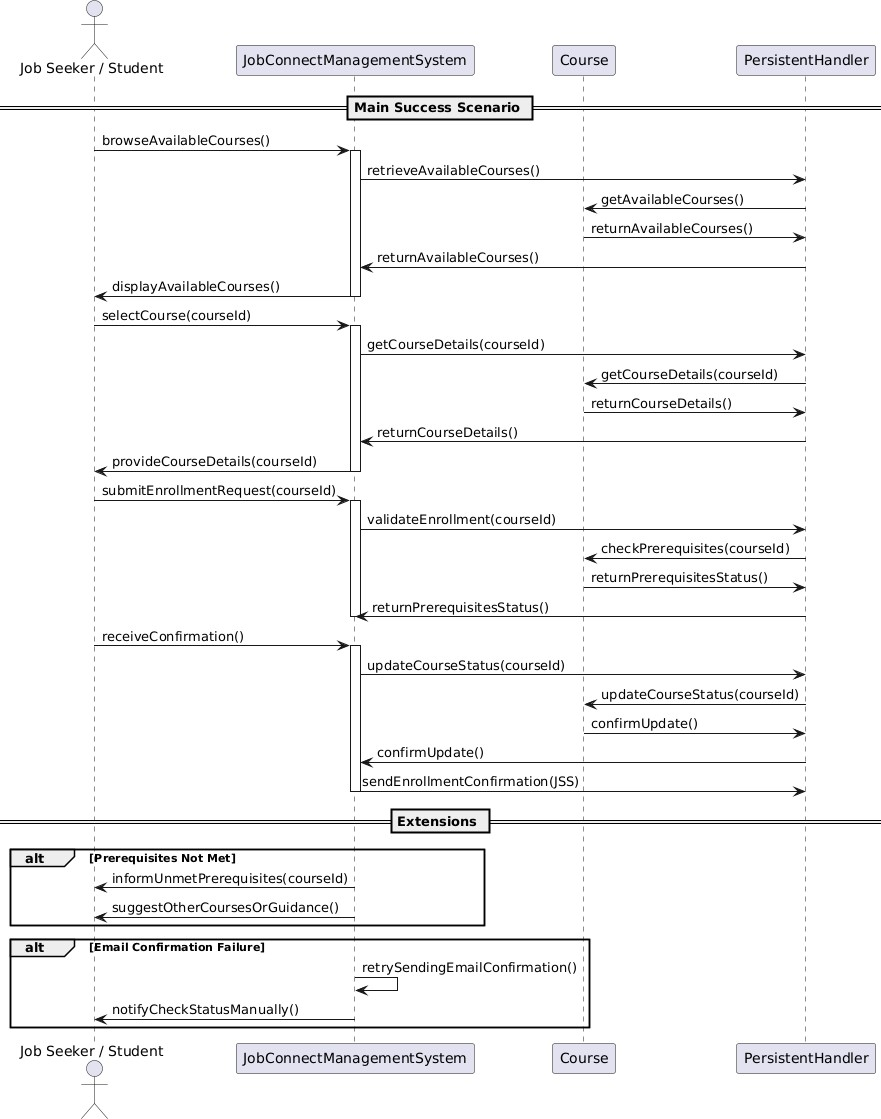 Job Seeker / Student
JobConnectManagementSystem
Course
PersistentHandler
Main Success Scenario
browseAvailableCourses()
retrieveAvailableCourses()
getAvailableCourses()
returnAvailableCourses()
returnAvailableCourses()
displayAvailableCourses()
selectCourse(courseId)
getCourseDetails(courseId)
getCourseDetails(courseId)
returnCourseDetails()
returnCourseDetails()
provideCourseDetails(courseId)
submitEnrollmentRequest(courseId)
validateEnrollment(courseId)
checkPrerequisites(courseId)
returnPrerequisitesStatus()
returnPrerequisitesStatus()
receiveConfirmation()
updateCourseStatus(courseId)
updateCourseStatus(courseId)
confirmUpdate()
confirmUpdate()
sendEnrollmentConfirmation(JSS)
Extensions
alt [Prerequisites Not Met]
informUnmetPrerequisites(courseId)
suggestOtherCoursesOrGuidance()
alt [Email Confirmation Failure]
retrySendingEmailConfirmation()
notifyCheckStatusManually()
Job Seeker / Student
JobConnectManagementSystem
Course
PersistentHandler